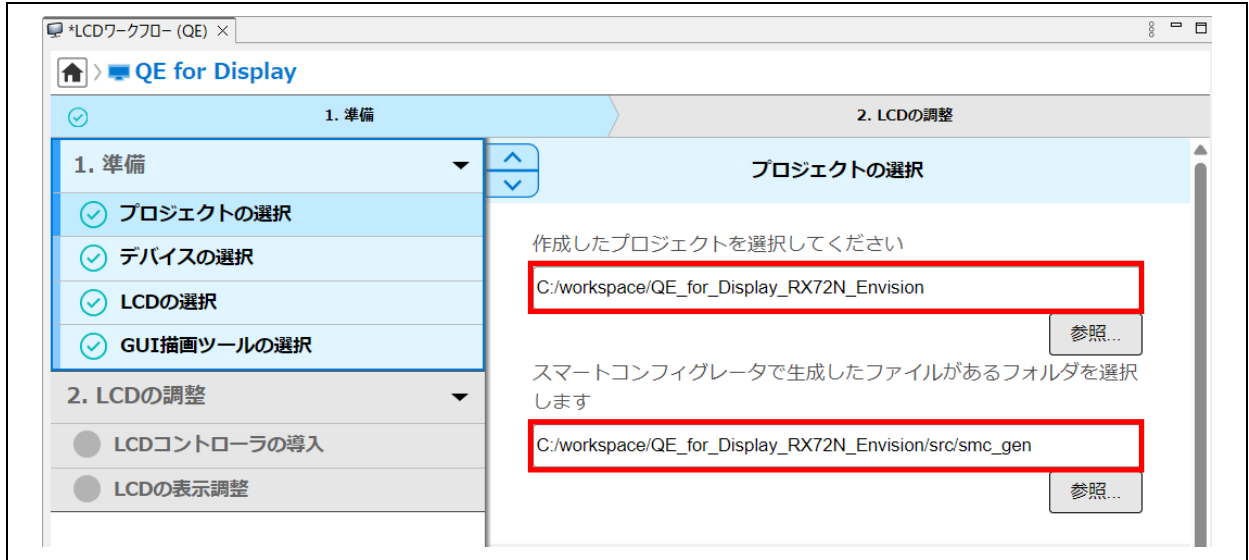 *LCDワークフロー (QE) ×
QE for Display
1. 準備
2. LCDの調整
1. 準備
プロジェクトの選択
デバイスの選択
LCDの選択
GUI描画ツールの選択
2. LCDの調整
LCDコントローラの導入
LCDの表示調整
プロジェクトの選択
作成したプロジェクトを選択してください
C:/workspace/QE_for_Display_RX72N_Envision
参照...
スマートコンフィグレータで生成したファイルがあるフォルダを選択
します
C:/workspace/QE_for_Display_RX72N_Envision/src/smc_gen
参照...